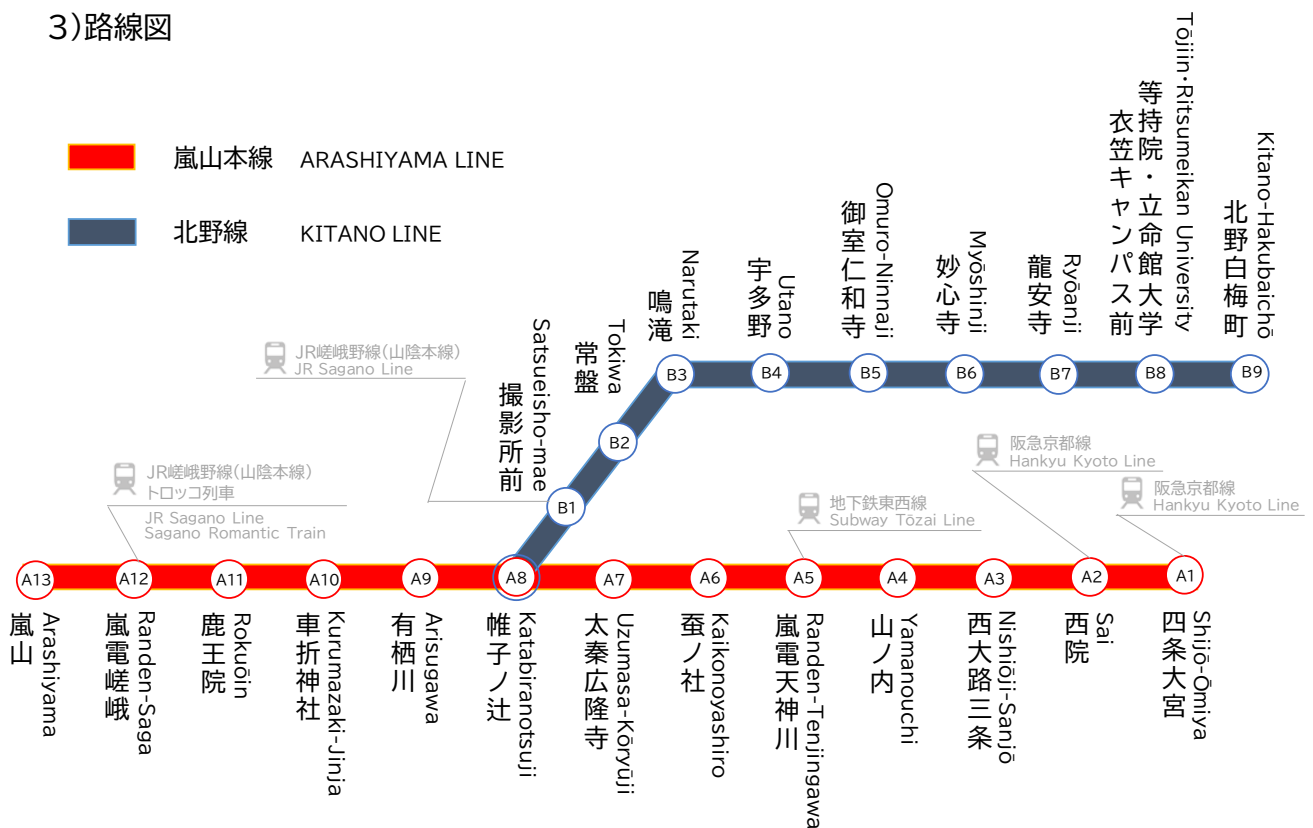 3)路線図
嵐山本線 ARASHIYAMA LINE
北野線 KITANO LINE
JR嵯峨野線(山陰本線)
JR Sagano Line
JR嵯峨野線(山陰本線)
トロッコ列車
JR Sagano Line
Sagano Romantic Train
地下鉄東西線
Subway Tōzai Line
阪急京都線
Hankyu Kyoto Line
阪急京都線
Hankyu Kyoto Line
撮影所前
Satsueisho-mae
B1
常盤
Tokiwa
B2
鳴滝
Narutaki
B3
宇多野
Utano
B4
御室仁和寺
Omuro-Ninnaji
B5
妙心寺
Myōshinji
B6
龍安寺
Ryōanji
B7
等持院・立命館大学
衣笠キャンパス前
Tōjiin・Ritsumeikan University
B8
北野白梅町
Kitano-Hakubaichō
B9
A13
嵐山
Arashiyama
A12
嵐電嵯峨
Randen-Saga
A11
鹿王院
Rokuōin
A10
車折神社
Kurumazaki-Jinja
A9
有栖川
Arisugawa
A8
帷子ノ辻
Katabiranotsuji
A7
太秦広隆寺
Uzumasa-Kōryūji
A6
蚕ノ社
Kaikonoyashiro
A5
嵐電天神川
Randen-Tenjingawa
A4
山ノ内
Yamanouchi
A3
西大路三条
Nishiōji-Sanjō
A2
西院
Sai
A1
四条大宮
Shijō-Ōmiya